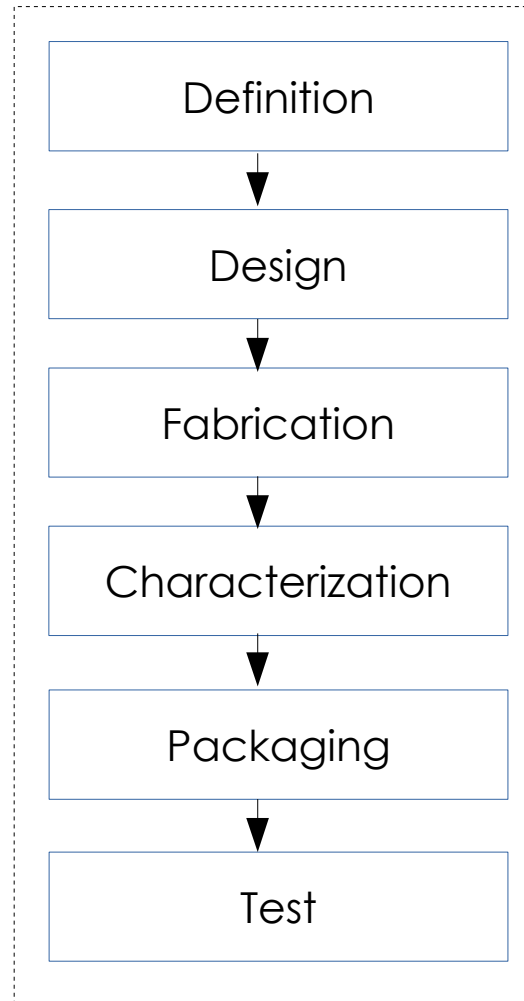 Definition
Design
Fabrication
Characterization
Packaging
Test